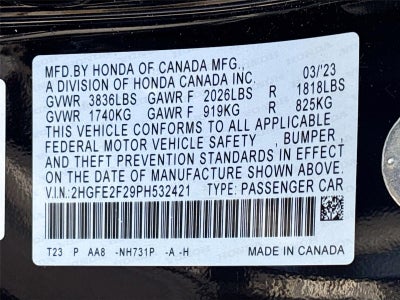 MFD.BY HONDA OF CANADA MFG.,
A DIVISION OF HONDA CANADA INC. 03/'23
GVWR 3836LBS GAWR F 2026LBS R 1818LBS
GVWR 1740KG GAWR F 919KG R 825KG
THIS VEHICLE CONFORMS TO ALL APPLICABLE
FEDERAL MOTOR VEHICLE SAFETY , BUMPER ,
AND THEFT PREVENTION STANDARDS IN EFFECT
ON THE DATE OF MANUFACTURE SHOWN ABOVE.
V.I.N: 2HGFE2F29PH532421 TYPE: PASSENGER CAR
T23 P AA8 -NH731P -A -H MADE IN CANADA